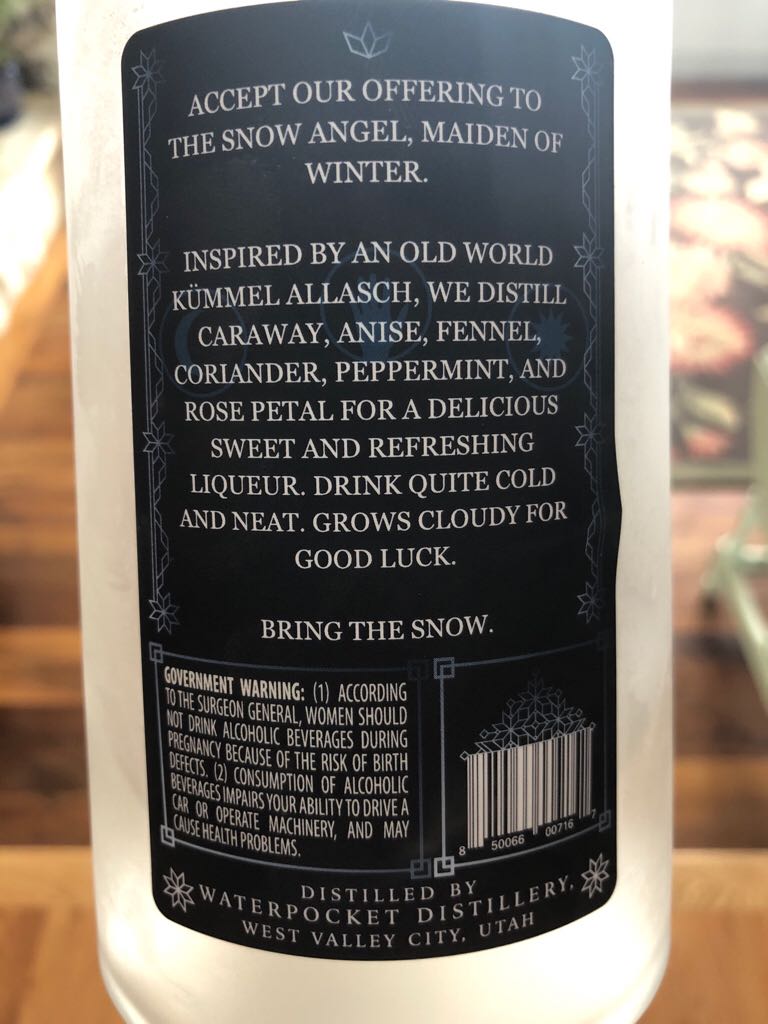 ACCEPT OUR OFFERING TO
THE SNOW ANGEL, MAIDEN OF
WINTER.
INSPIRED BY AN OLD WORLD
KÜMMEL ALLASCH, WE DISTILL
CARAWAY, ANISE, FENNEL,
CORIANDER, PEPPERMINT, AND
ROSE PETAL FOR A DELICIOUS
SWEET AND REFRESHING
LIQUEUR. DRINK QUITE COLD
AND NEAT. GROWS CLOUDY FOR
GOOD LUCK.
BRING THE SNOW.
GOVERNMENT WARNING: (1) ACCORDING
TO THE SURGEON GENERAL, WOMEN SHOULD
NOT DRINK ALCOHOLIC BEVERAGES DURING
PREGNANCY BECAUSE OF THE RISK OF BIRTH
DEFECTS. (2) CONSUMPTION OF ALCOHOLIC
BEVERAGES IMPAIRS YOUR ABILITY TO DRIVE A
CAR OR OPERATE MACHINERY, AND MAY
CAUSE HEALTH PROBLEMS.
8 50066 00716 7
DISTILLED BY
WATERPOCKET DISTILLERY,
WEST VALLEY CITY, UTAH